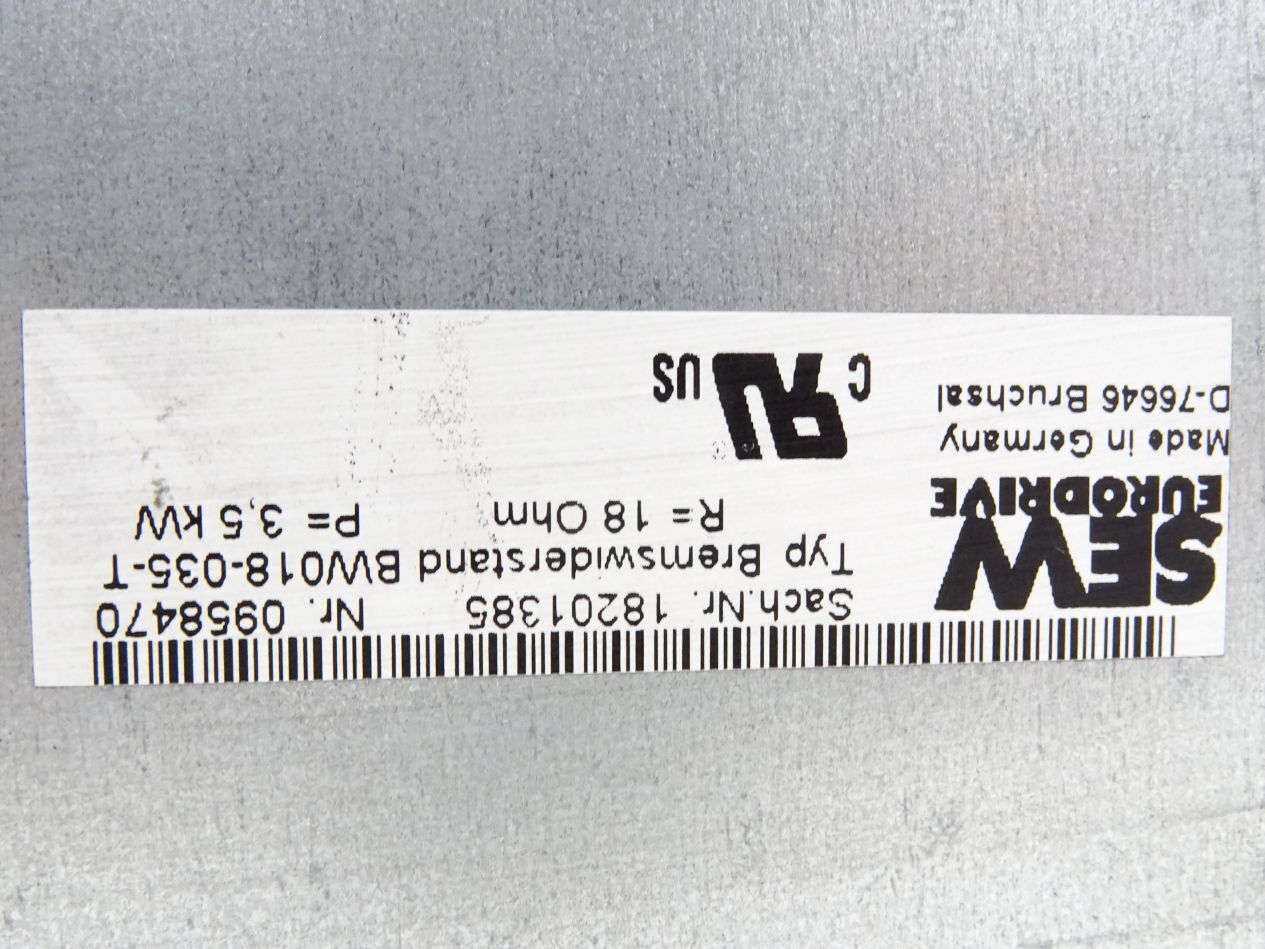 SEW
EURODRIVE
Made in Germany
D-76646 Bruchsal
Sach.Nr. 18201385 Nr. 0958470
Typ Bremswiderstand BW018-035-T
R= 18 Ohm P= 3,5 kW
C RU US